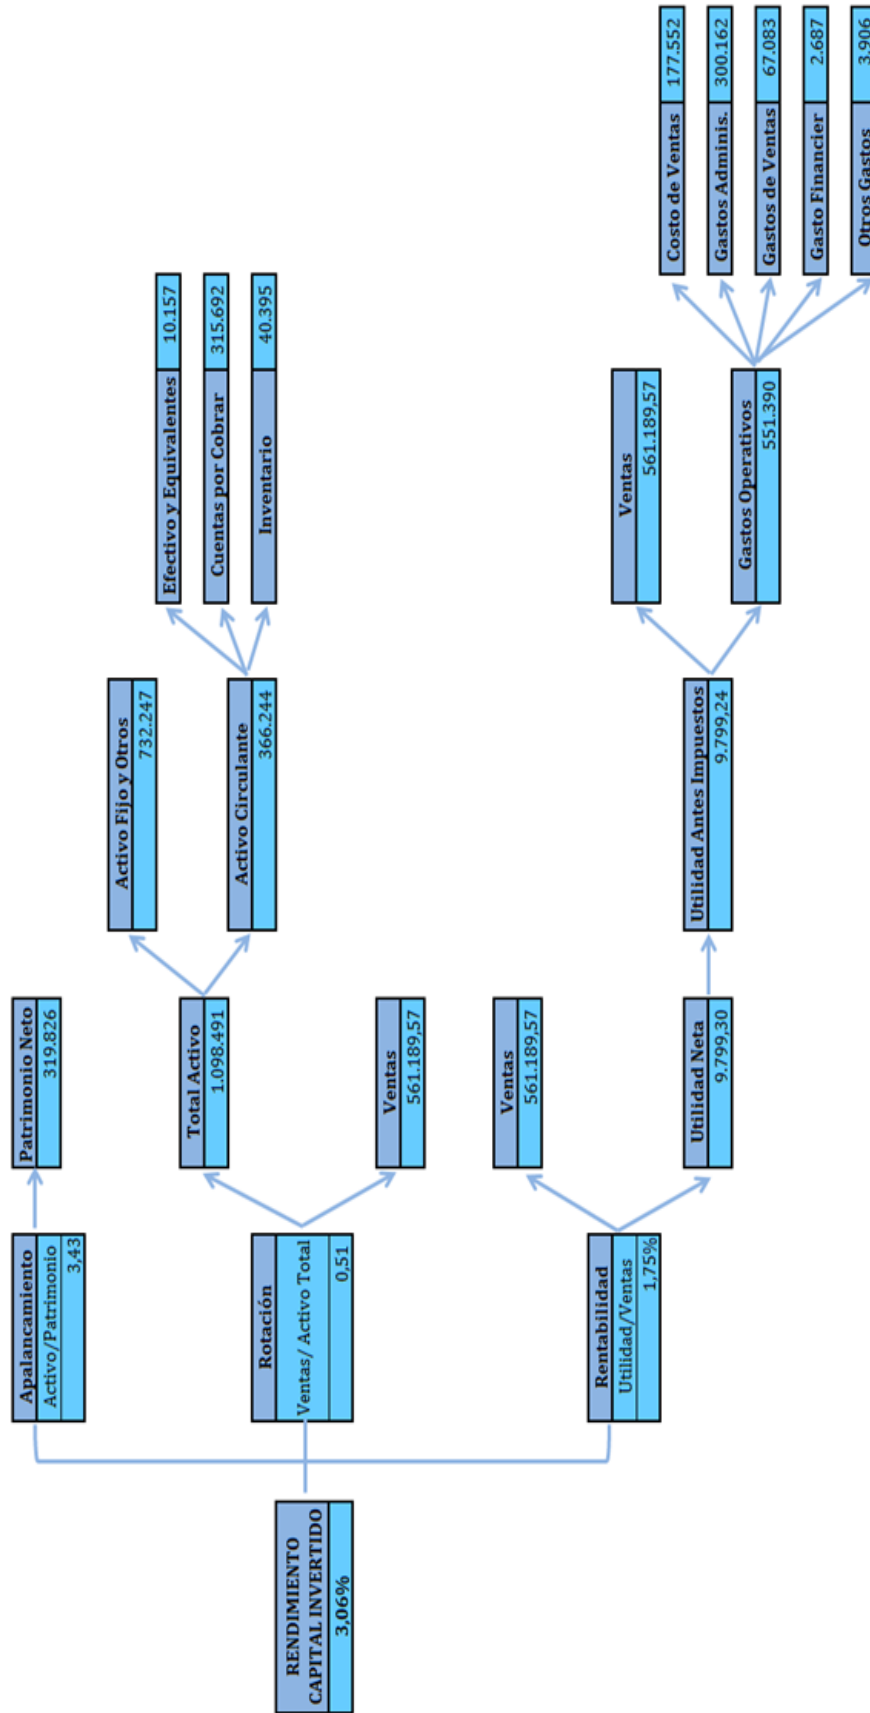 RENDIMIENTO
CAPITAL INVERTIDO
3,06%
Apalancamiento
Activo/Patrimonio
3,43
Patrimonio Neto
319.826
Rotación
Ventas/ Activo Total
0,51
Total Activo
1.098.491
Activo Fijo y Otros
732.247
Activo Circulante
366.244
Efectivo y Equivalentes 10.157
Cuentas por Cobrar 315.692
Inventario 40.395
Ventas
561.189,57
Rentabilidad
Utilidad/Ventas
1,75%
Ventas
561.189,57
Utilidad Neta
9.799,30
Utilidad Antes Impuestos
9.799,24
Ventas
561.189,57
Gastos Operativos
551.390
Costo de Ventas 177.552
Gastos Adminis. 300.162
Gastos de Ventas 67.083
Gasto Financier 2.687
Otros Gastos 3.906